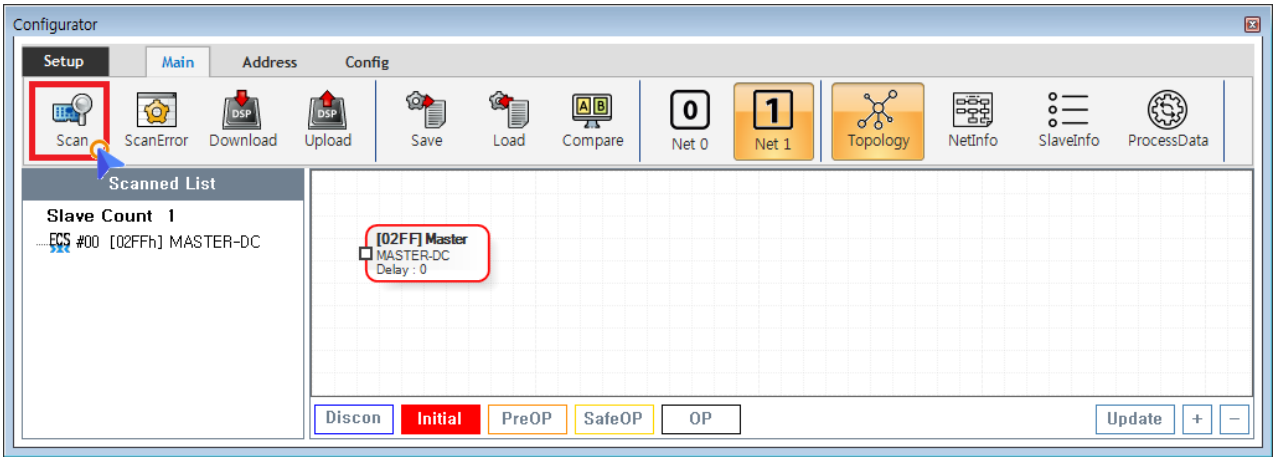 Configurator
Setup Main Address Config
DSP DSP A B 0 1
Scan ScanError Download Upload Save Load Compare Net 0 Net 1 Topology NetInfo SlaveInfo ProcessData
Scanned List
Slave Count 1
ECS #00 [02FFh] MASTER-DC
[02FF] Master
MASTER-DC
Delay : 0
Discon Initial PreOP SafeOP OP Update + −